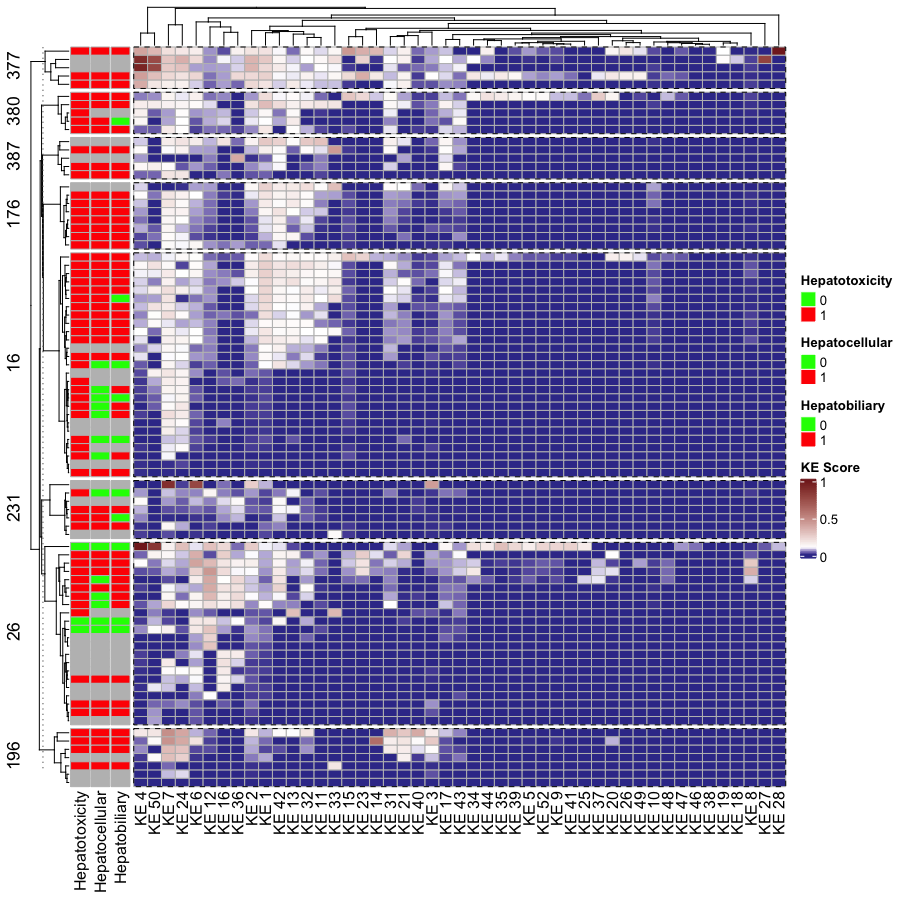 377
380
387
176
16
231
26
196
Hepatotoxicity
Hepatocellular
Hepatobiliary
KE 4
KE 50
KE 7
KE 24
KE 6
KE 12
KE 16
KE 36
KE 2
KE 1
KE 42
KE 13
KE 32
KE 11
KE 33
KE 15
KE 23
KE 14
KE 31
KE 21
KE 40
KE 3
KE 17
KE 43
KE 34
KE 44
KE 35
KE 39
KE 5
KE 52
KE 9
KE 41
KE 25
KE 37
KE 20
KE 26
KE 49
KE 10
KE 48
KE 47
KE 46
KE 38
KE 19
KE 18
KE 8
KE 27
KE 28
Hepatotoxicity
0
1
Hepatocellular
0
1
Hepatobiliary
0
1
KE Score
1
0.5
0